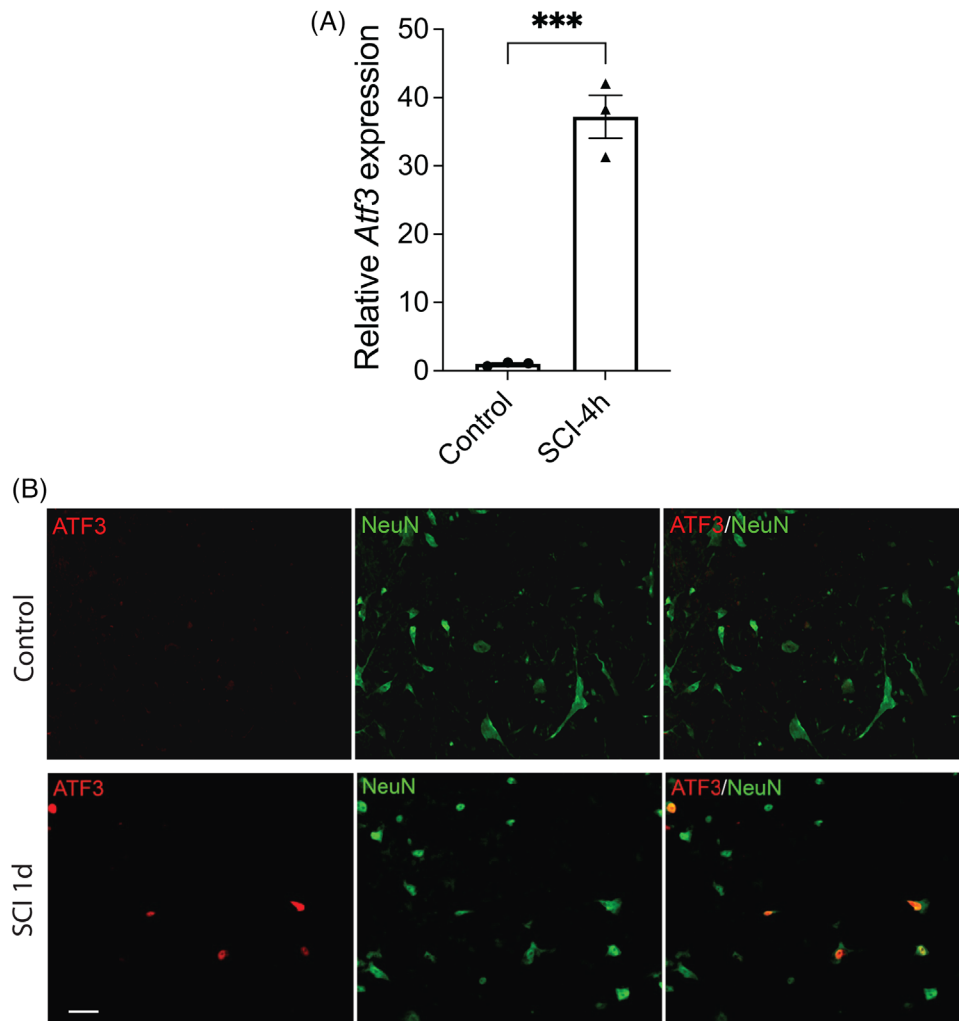 (A)
***
Relative Atf3 expression
50
40
30
20
10
0
Control
SCI-4h
(B)
Control
ATF3
NeuN
ATF3/NeuN
SCI 1d
ATF3
NeuN
ATF3/NeuN